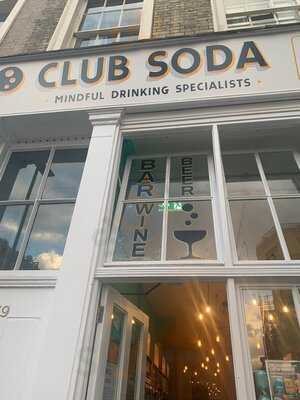 CLUB SODA
• MINDFUL DRINKING SPECIALISTS •
BAR
WINE
BEER